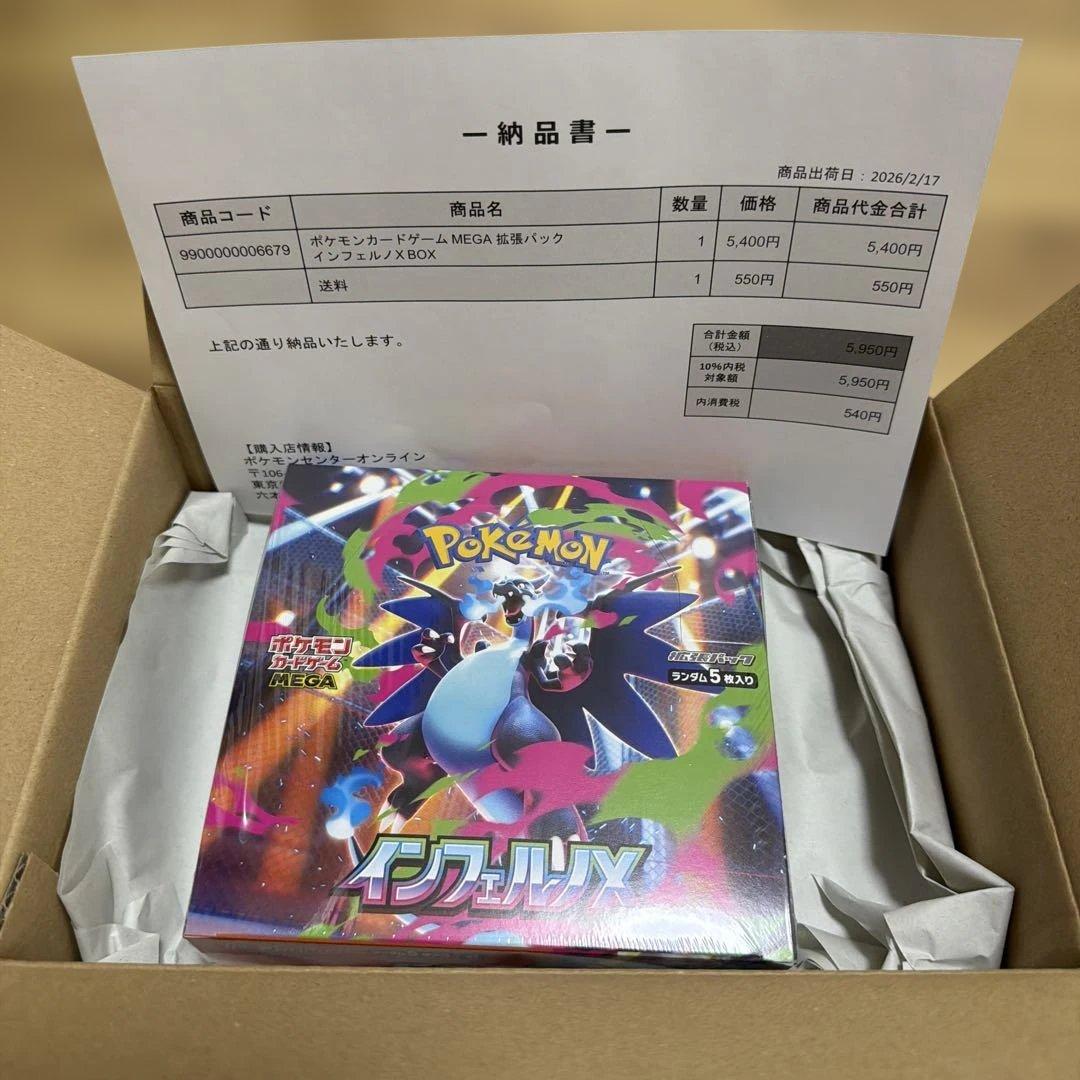 ー納品書ー
商品出荷日：2026/2/17
商品コード 商品名 数量 価格 商品代金合計
9900000006679 ポケモンカードゲーム MEGA 拡張パック
インフェルノX BOX 1 5,400円 5,400円
送料 1 550円 550円
上記の通り納品いたします。
合計金額
（税込） 5,950円
10%内税
対象額 5,950円
内消費税 540円
【購入店情報】
ポケモンセンターオンライン
〒106
東京
六本
POKÉMON
ポケモン
カードゲーム
MEGA
拡張パック
ランダム5枚入り
インフェルノX